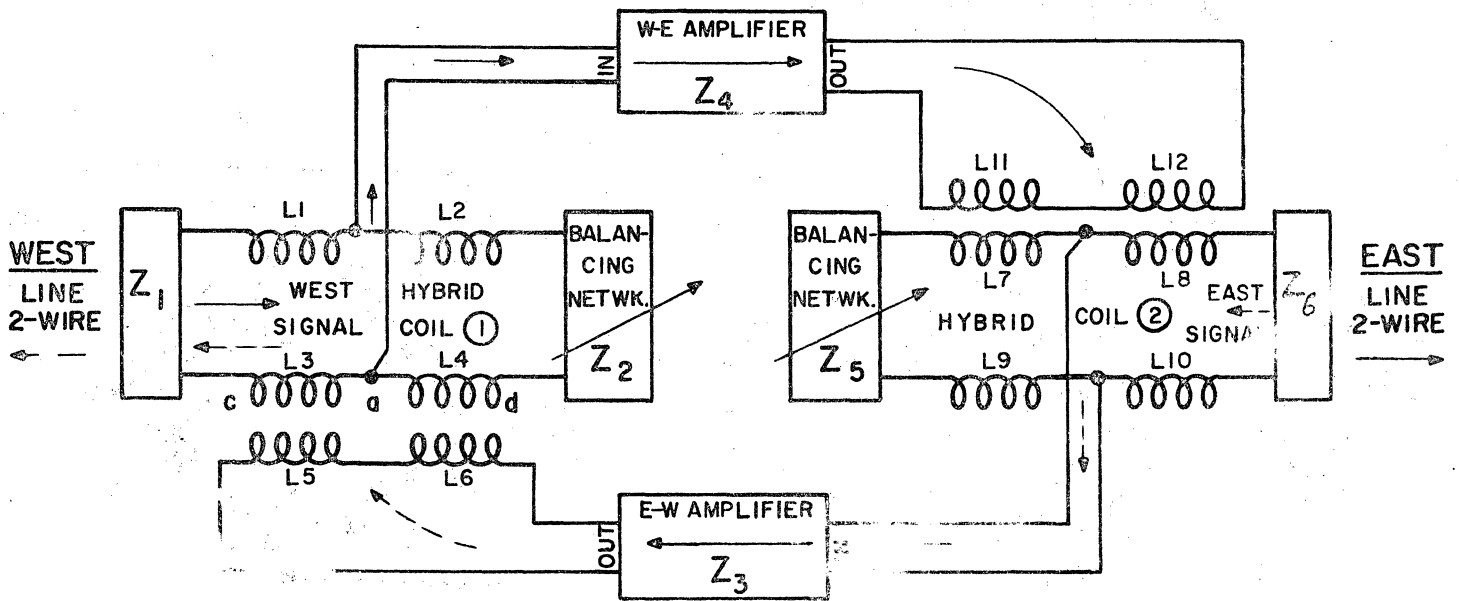 W-E AMPLIFIER
IN
Z4
OUT
L11
L12
L1
L2
WEST
LINE
2-WIRE
Z1
WEST
SIGNAL
HYBRID
COIL 1
BALAN-
CING
NETWK.
Z2
BALAN-
CING
NETWK.
Z5
L7
L8
HYBRID
COIL 2
EAST
Z6
EAST
LINE
2-WIRE
L3
L4
c
a
d
L9
L10
L5
L6
E-W AMPLIFIER
OUT
Z3